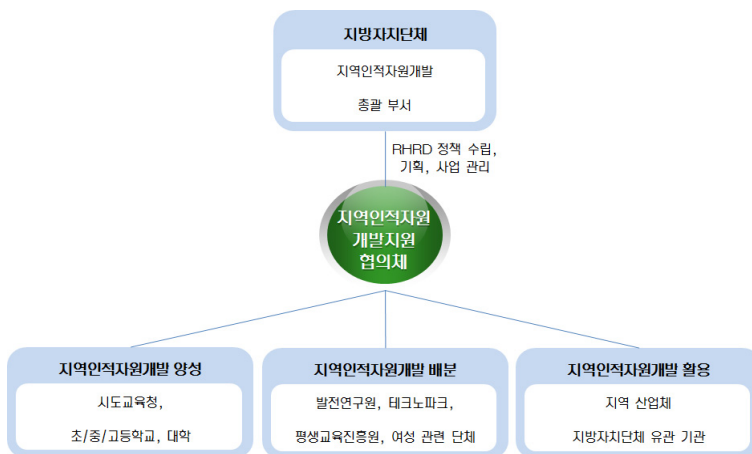 지방자치단체
지역인적자원개발
총괄 부서
RHRD 정책 수립,
기획, 사업 관리
지역인적자원
개발지원
협의체
지역인적자원개발 양성
시도교육청,
초/중/고등학교, 대학
지역인적자원개발 배분
발전연구원, 테크노파크,
평생교육진흥원, 여성 관련 단체
지역인적자원개발 활용
지역 산업체
지방자치단체 유관 기관